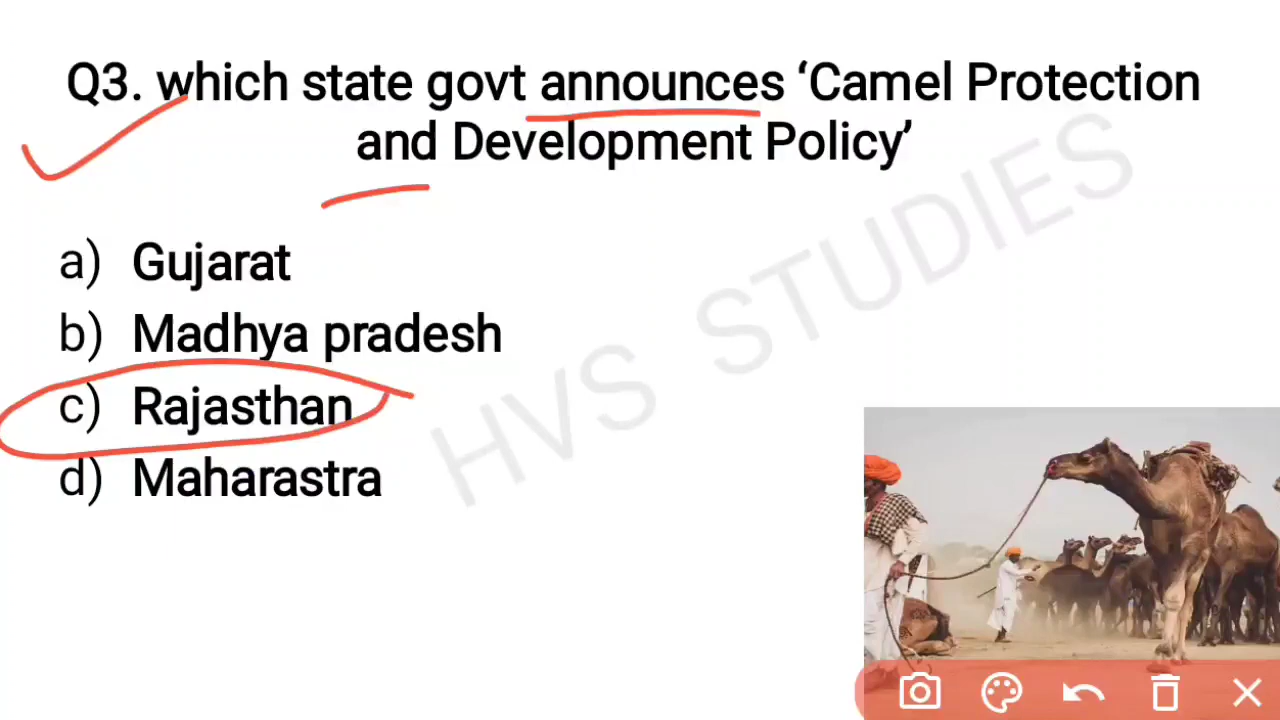 Q3. which state govt announces ‘Camel Protection
and Development Policy’
a) Gujarat
b) Madhya pradesh
c) Rajasthan
d) Maharastra
HVS STUDIES